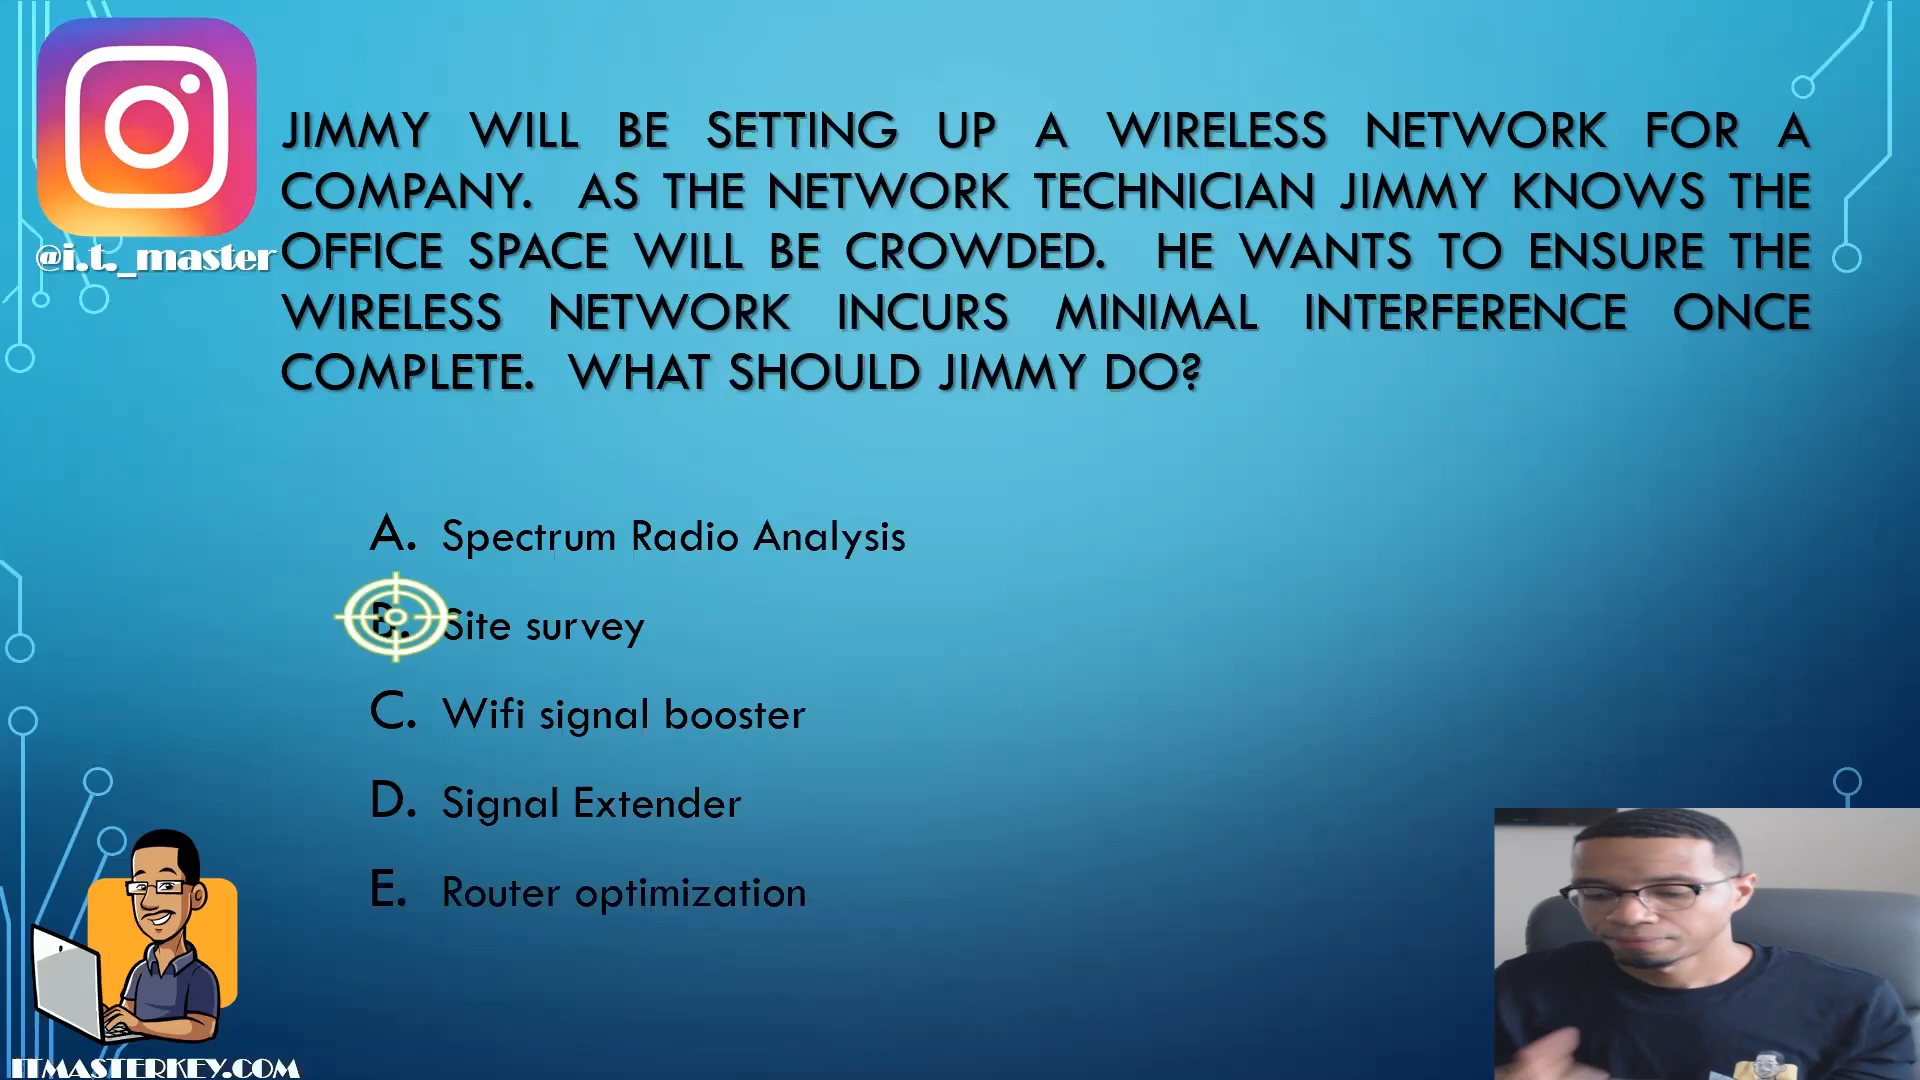 JIMMY WILL BE SETTING UP A WIRELESS NETWORK FOR A
COMPANY. AS THE NETWORK TECHNICIAN JIMMY KNOWS THE
OFFICE SPACE WILL BE CROWDED. HE WANTS TO ENSURE THE
WIRELESS NETWORK INCURS MINIMAL INTERFERENCE ONCE
COMPLETE. WHAT SHOULD JIMMY DO?
@i.t._master
A. Spectrum Radio Analysis
B. Site survey
C. Wifi signal booster
D. Signal Extender
E. Router optimization
ITMASTERKEY.COM